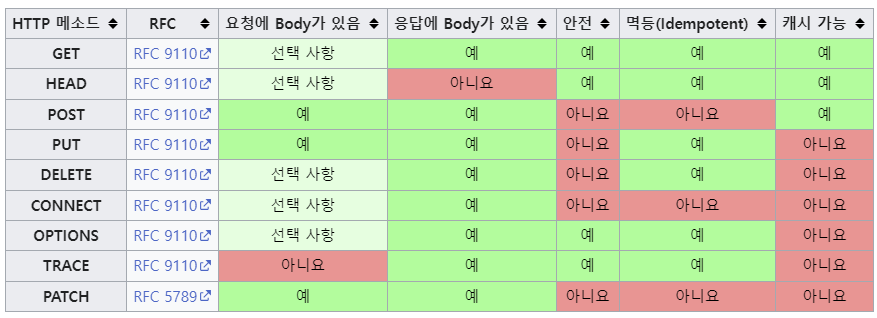 HTTP 메소드 RFC 요청에 Body가 있음 응답에 Body가 있음 안전 멱등(Idempotent) 캐시 가능
GET RFC 9110 선택 사항 예 예 예 예
HEAD RFC 9110 선택 사항 아니요 예 예 예
POST RFC 9110 예 예 아니요 아니요 예
PUT RFC 9110 예 예 아니요 예 아니요
DELETE RFC 9110 선택 사항 예 아니요 예 아니요
CONNECT RFC 9110 선택 사항 예 아니요 아니요 아니요
OPTIONS RFC 9110 선택 사항 예 예 예 아니요
TRACE RFC 9110 아니요 예 예 예 아니요
PATCH RFC 5789 예 예 아니요 아니요 아니요